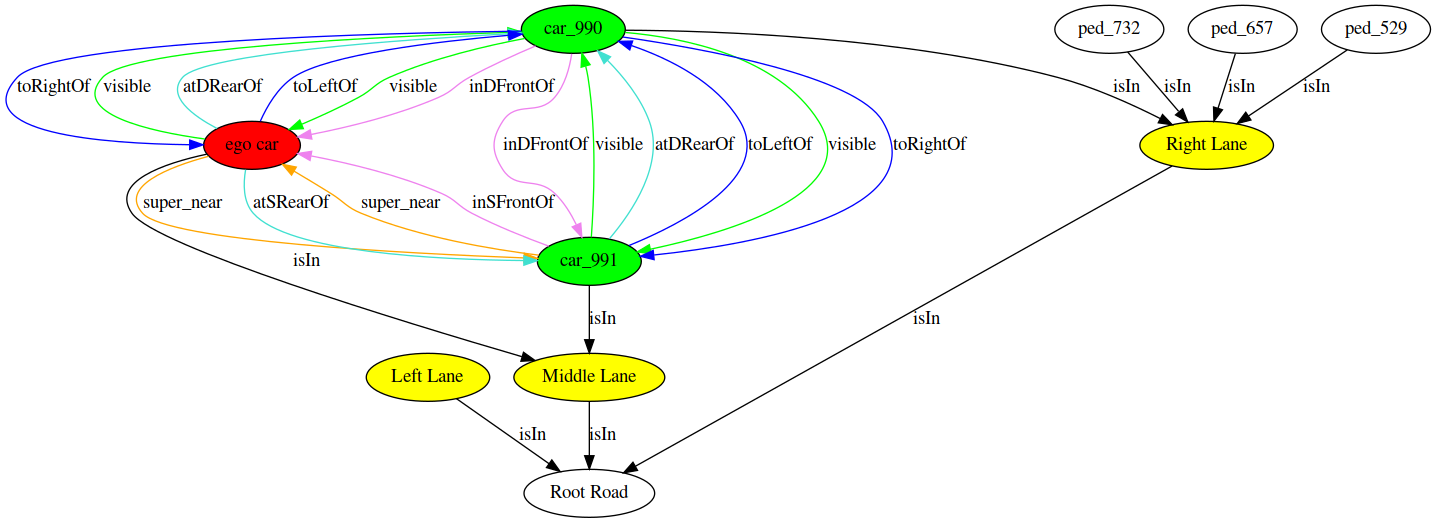 car_990
ped_732
ped_657
ped_529
toRightOf
visible
atDRearOf
toLeftOf
visible
inDFrontOf
isIn
isIn
isIn
isIn
ego car
inDFrontOf
visible
atDRearOf
toLeftOf
visible
toRightOf
Right Lane
super_near
atSRearOf
super_near
inSFrontOf
isIn
car_991
isIn
isIn
Left Lane
Middle Lane
isIn
isIn
Root Road